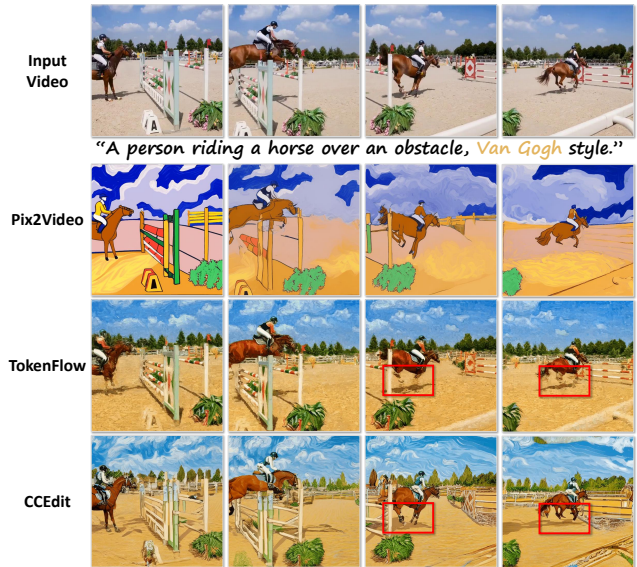 Input
Video
"A person riding a horse over an obstacle, Van Gogh style."
Pix2Video
TokenFlow
CCEdit